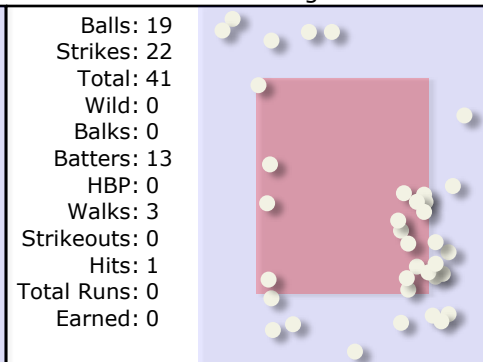 Balls: 19
Strikes: 22
Total: 41
Wild: 0
Balks: 0
Batters: 13
HBP: 0
Walks: 3
Strikeouts: 0
Hits: 1
Total Runs: 0
Earned: 0